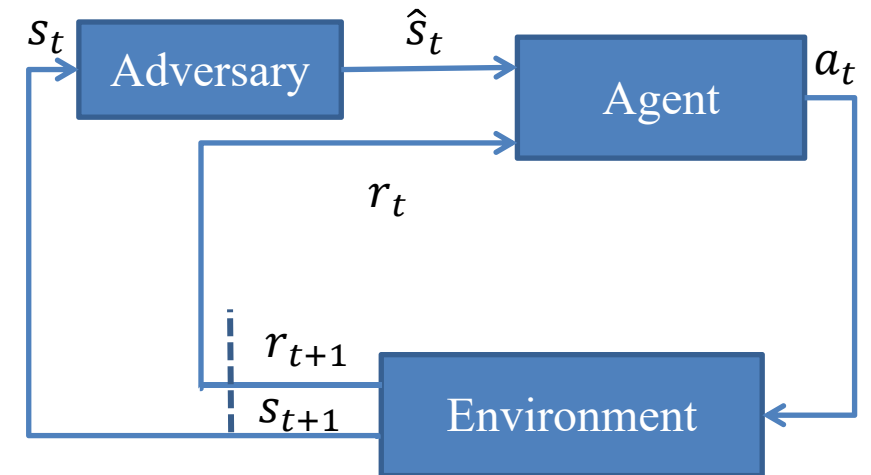 s_t
Adversary
ŝ_t
Agent
a_t
r_t
r_{t+1}
s_{t+1}
Environment